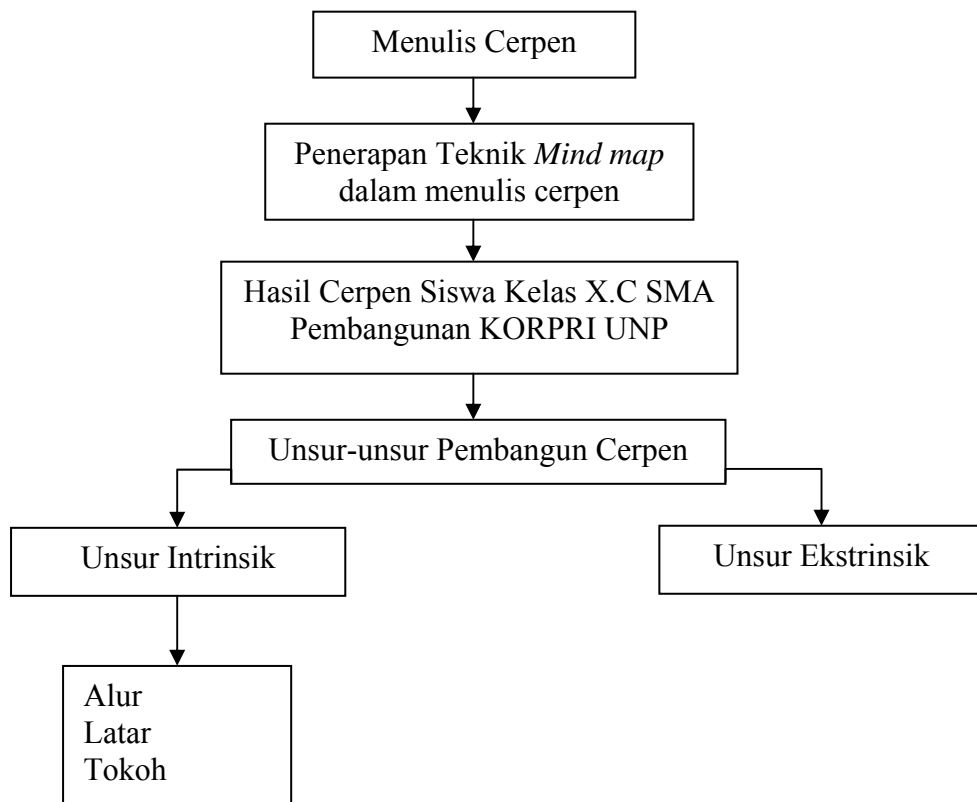 Menulis Cerpen
Penerapan Teknik Mind map
dalam menulis cerpen
Hasil Cerpen Siswa Kelas X.C SMA
Pembangunan KORPRI UNP
Unsur-unsur Pembangun Cerpen
Unsur Intrinsik
Unsur Ekstrinsik
Alur
Latar
Tokoh